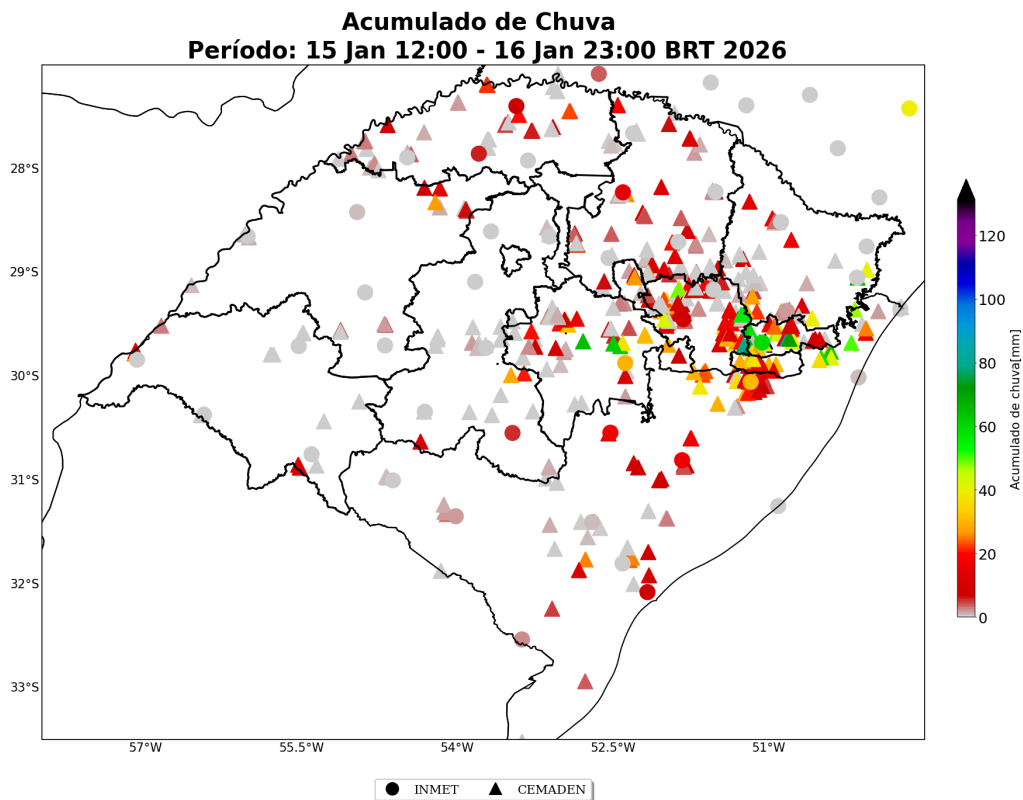 Acumulado de Chuva
Período: 15 Jan 12:00 - 16 Jan 23:00 BRT 2026
28°S
29°S
30°S
31°S
32°S
33°S
57°W
55.5°W
54°W
52.5°W
51°W
120
100
80
60
40
20
0
Acumulado de chuva[mm]
INMET
CEMADEN